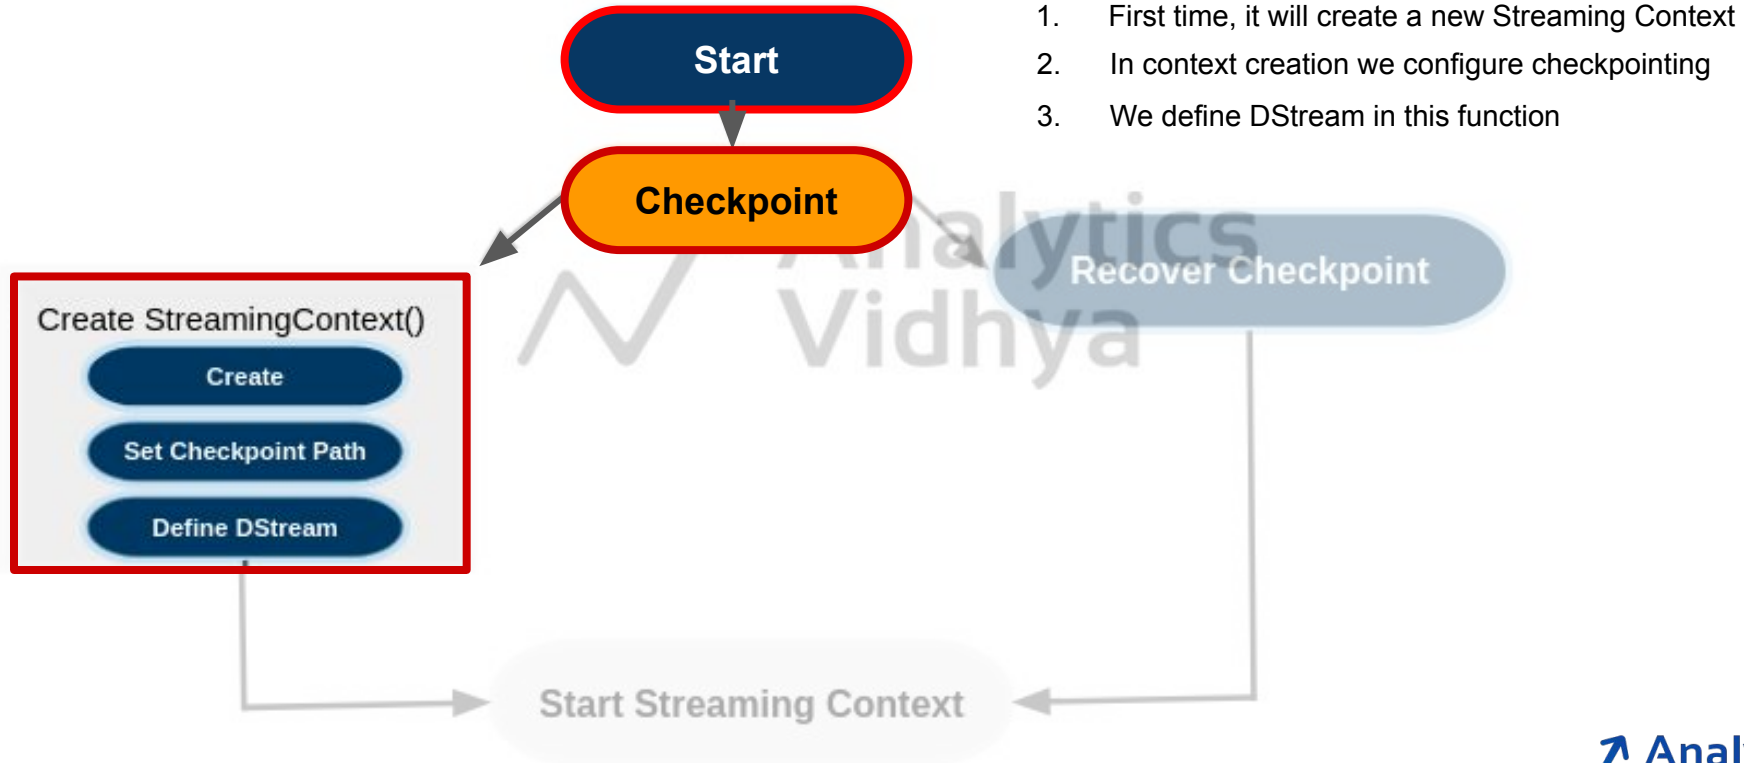 Start
1. First time, it will create a new Streaming Context
2. In context creation we configure checkpointing
3. We define DStream in this function
Checkpoint
Analytics
Vidhya
Recover Checkpoint
Create StreamingContext()
Create
Set Checkpoint Path
Define DStream
Start Streaming Context